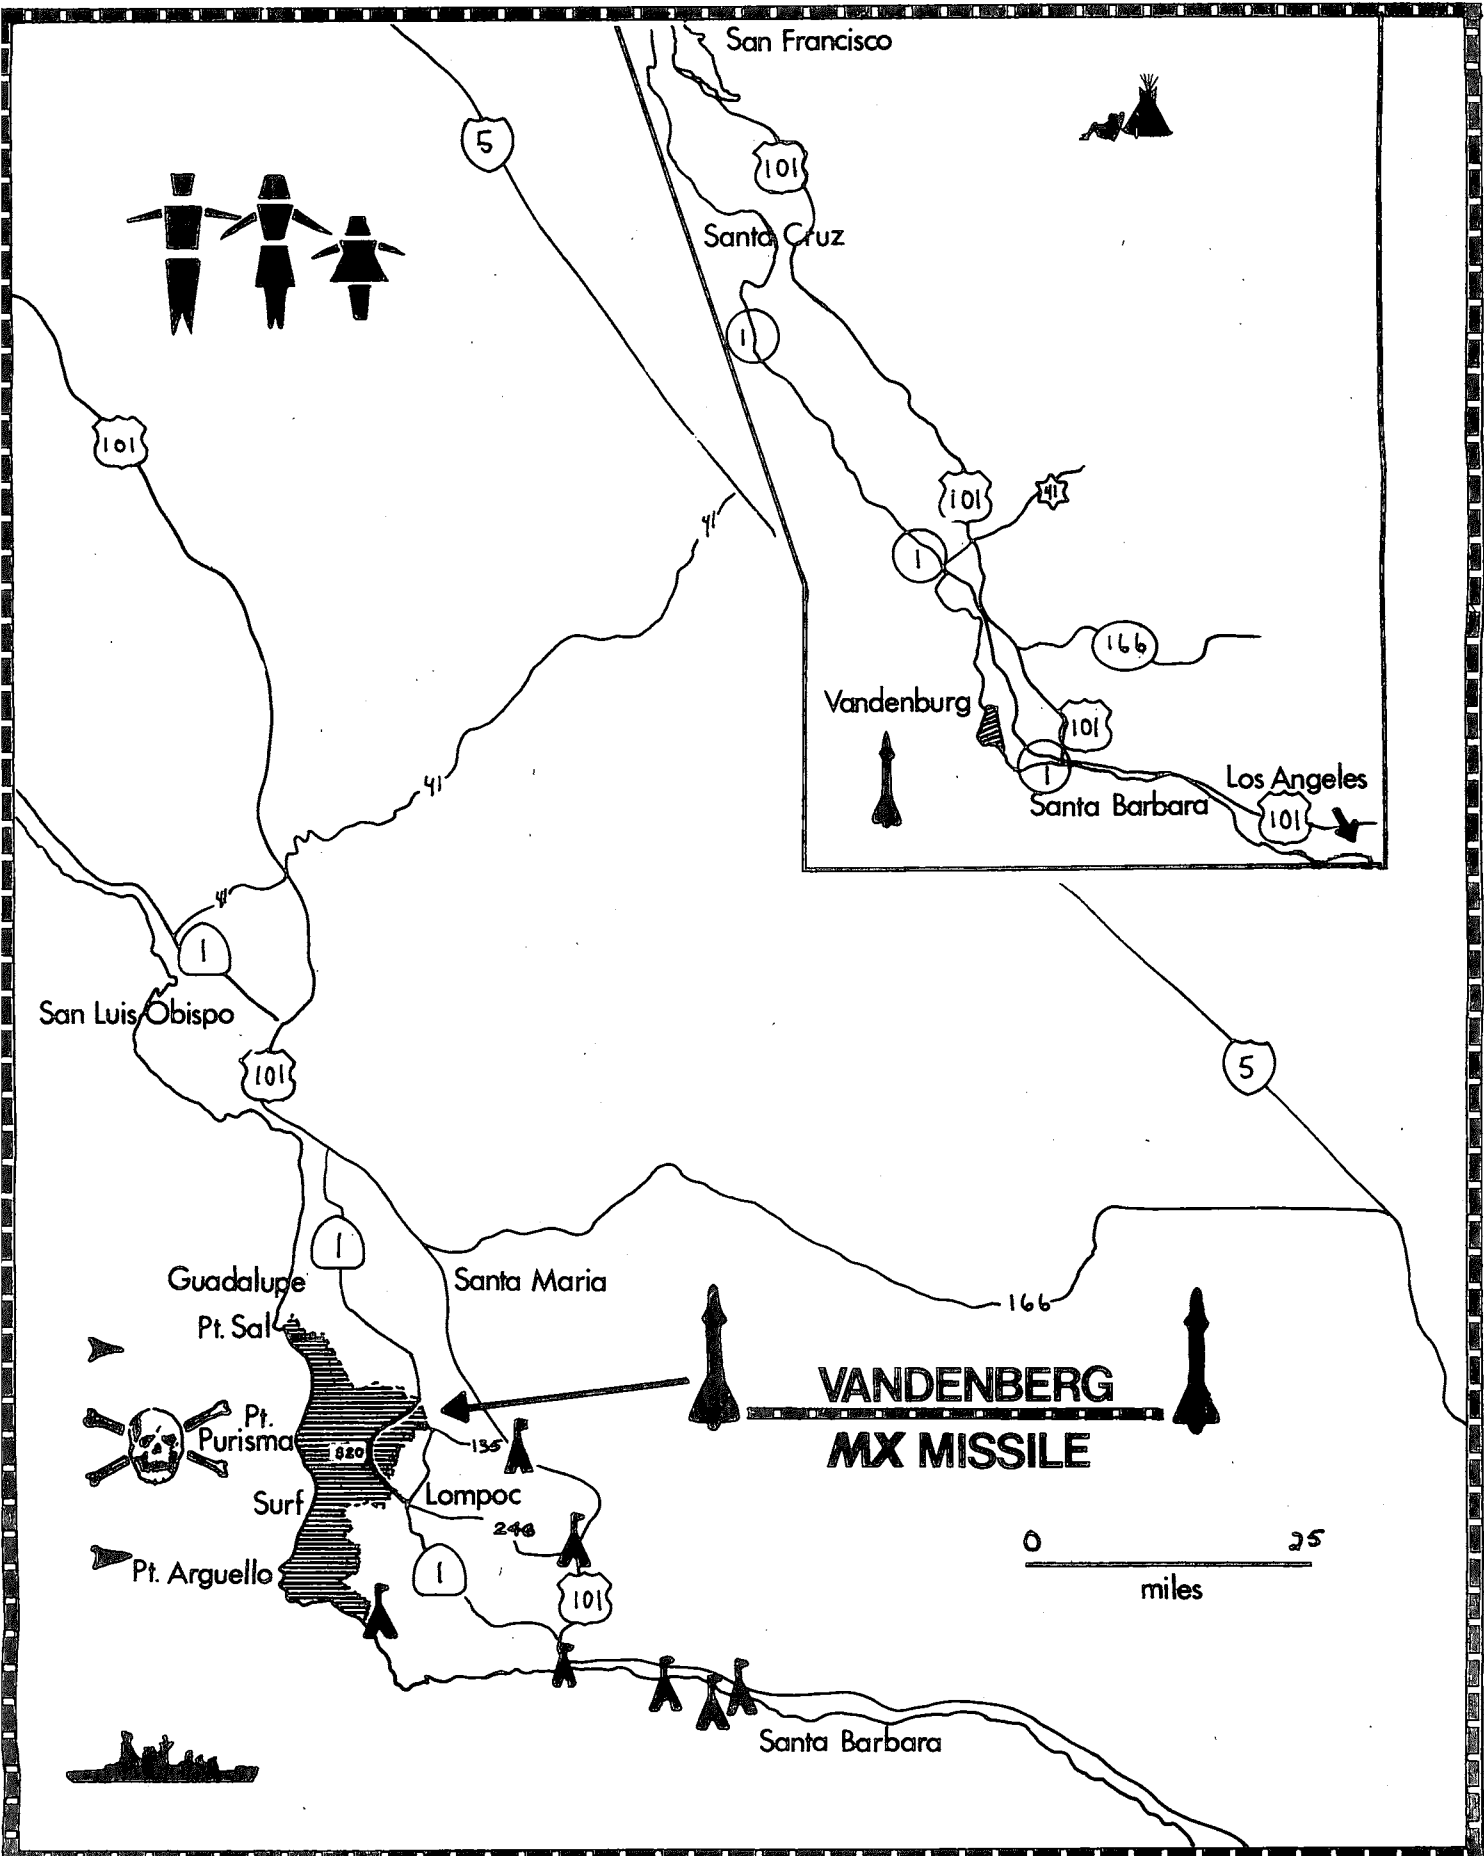 San Francisco
5
101
Santa Cruz
1
101
101
41
41
1
166
Vandenburg
101
41
1
Los Angeles
Santa Barbara
101
41
1
San Luis Obispo
101
5
1
Guadalupe
Santa Maria
166
Pt. Sal
VANDENBERG
Pt.
Purisma
135
S20
MX MISSILE
Surf
Lompoc
246
0 25
miles
Pt. Arguello
1
101
Santa Barbara